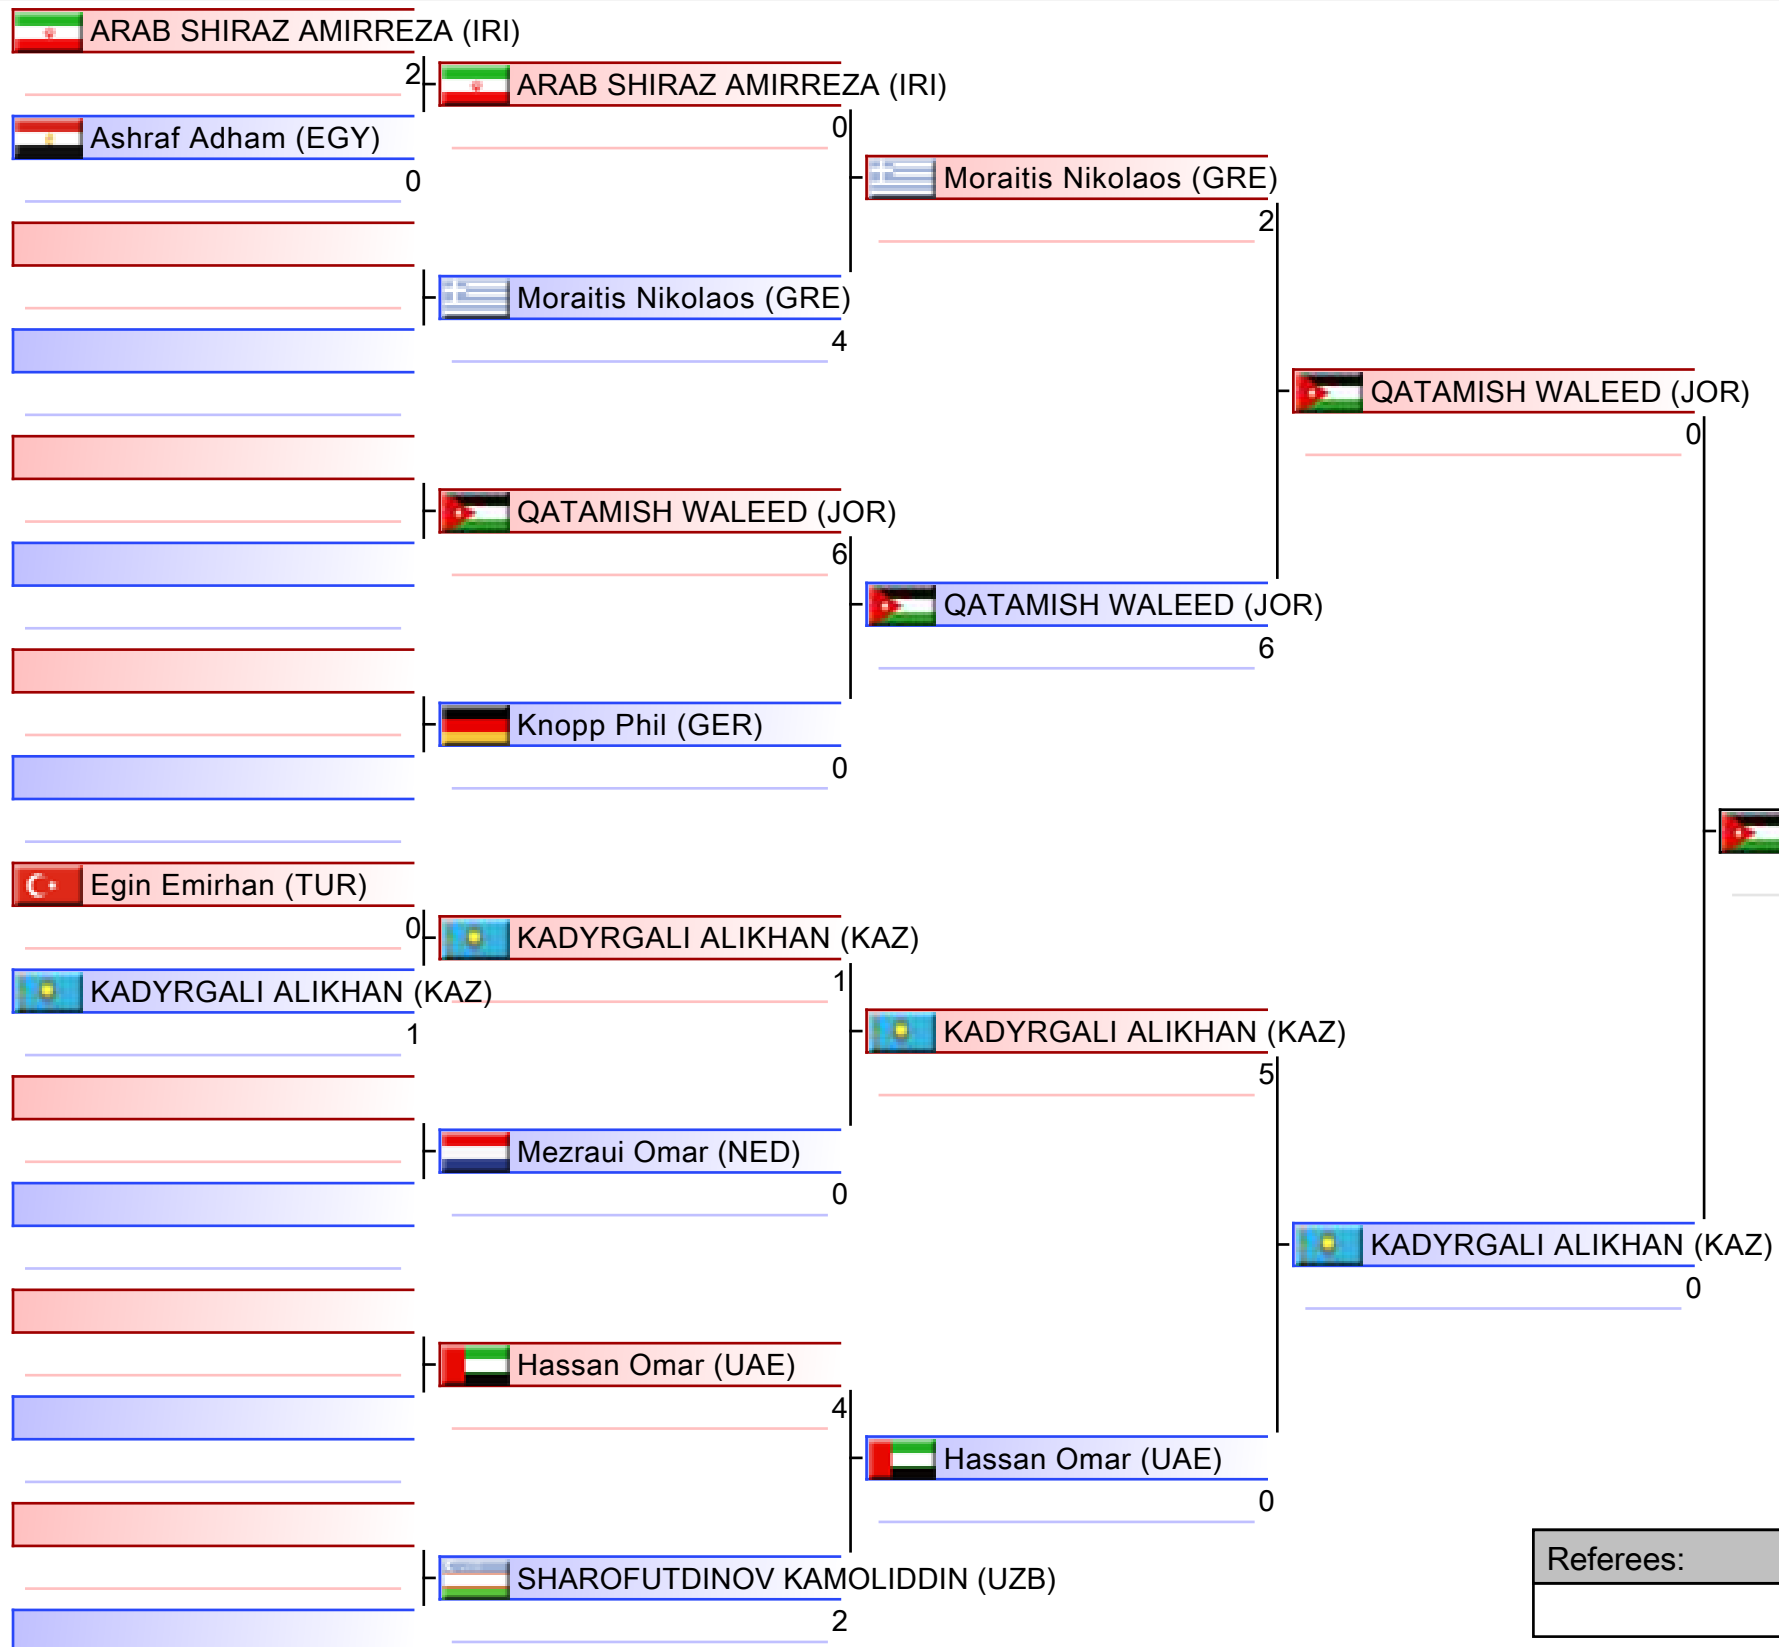 ARAB SHIRAZ AMIRREZA (IRI)
2
Ashraf Adham (EGY)
0
Egin Emirhan (TUR)
0
KADYRGALI ALIKHAN (KAZ)
1
ARAB SHIRAZ AMIRREZA (IRI)
0
Moraitis Nikolaos (GRE)
4
QATAMISH WALEED (JOR)
6
Knopp Phil (GER)
0
KADYRGALI ALIKHAN (KAZ)
1
Mezraui Omar (NED)
0
Hassan Omar (UAE)
4
SHAROFUTDINOV KAMOLIDDIN (UZB)
2
Moraitis Nikolaos (GRE)
2
QATAMISH WALEED (JOR)
6
KADYRGALI ALIKHAN (KAZ)
5
Hassan Omar (UAE)
0
QATAMISH WALEED (JOR)
0
KADYRGALI ALIKHAN (KAZ)
0
Referees: